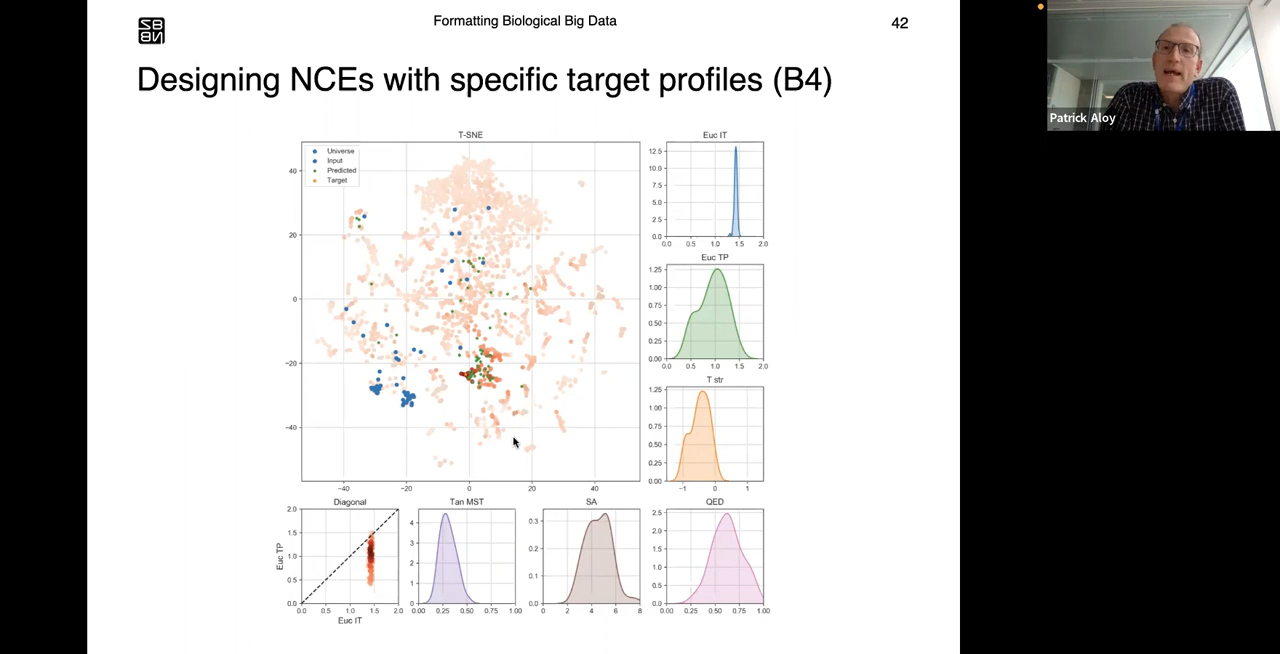 SB
NB
Formatting Biological Big Data
42
Designing NCEs with specific target profiles (B4)
Patrick Aloy
T-SNE
Universe
Input
Predicted
Target
40
20
0
−20
−40
−40 −20 0 20 40
Euc IT
12.5
10.0
7.5
5.0
2.5
0.0
0.0 0.5 1.0 1.5 2.0
Euc TP
1.25
1.00
0.75
0.50
0.25
0.00
0.0 0.5 1.0 1.5 2.0
T str
1.25
1.00
0.75
0.50
0.25
0.00
−1 0 1
Diagonal
Euc TP
2.0
1.5
1.0
0.5
0.0
0.0 0.5 1.0 1.5 2.0
Euc IT
Tan MST
4
3
2
1
0
0.00 0.25 0.50 0.75 1.00
SA
0.3
0.2
0.1
0.0
0 2 4 6 8
QED
2.5
2.0
1.5
1.0
0.5
0.0
0.00 0.25 0.50 0.75 1.00